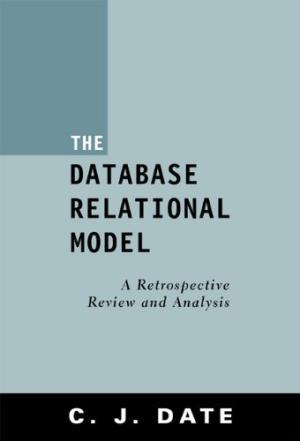 THE
DATABASE
RELATIONAL
MODEL
A Retrospective
Review and Analysis
C. J. DATE